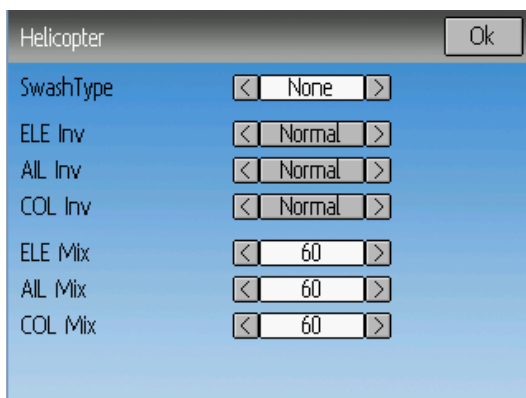 Helicopter Ok
SwashType < None >
ELE Inv < Normal >
AIL Inv < Normal >
COL Inv < Normal >
ELE Mix < 60 >
AIL Mix < 60 >
COL Mix < 60 >